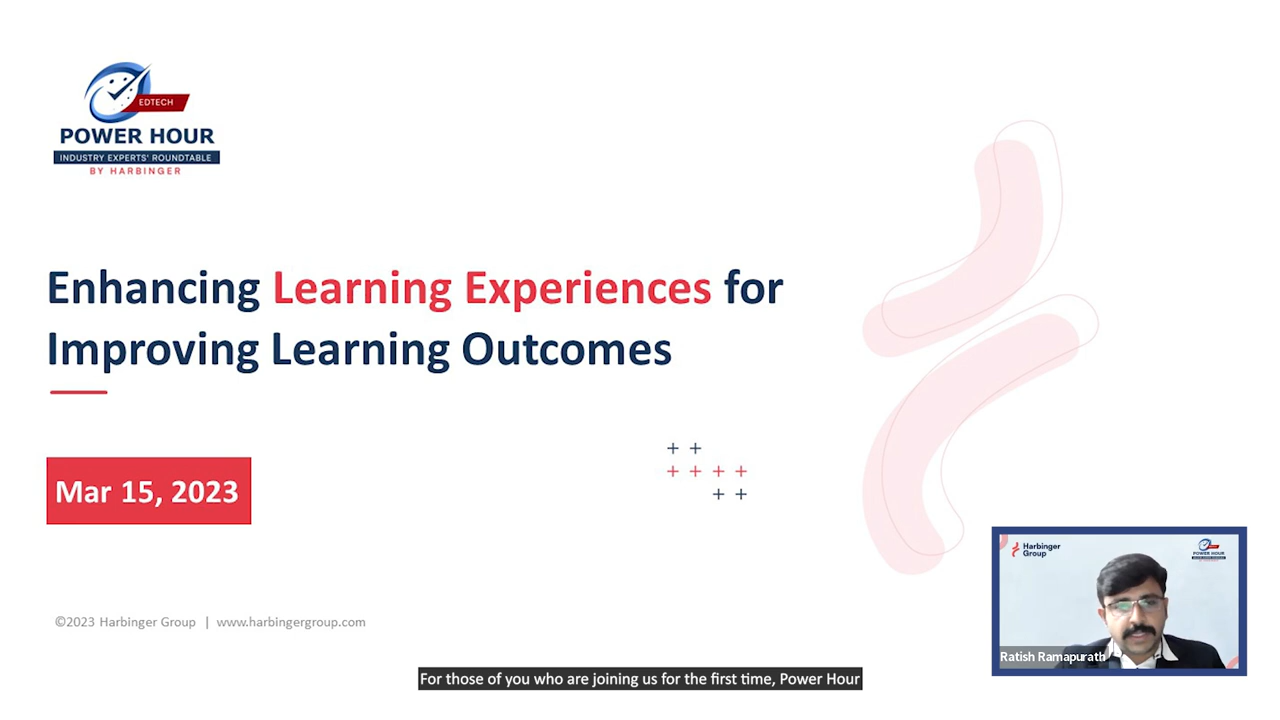 EDTECH
POWER HOUR
INDUSTRY EXPERTS' ROUNDTABLE
BY HARBINGER
Enhancing Learning Experiences for
Improving Learning Outcomes
Mar 15, 2023
©2023 Harbinger Group | www.harbingergroup.com
Harbinger
Group
POWER HOUR
Ratish Ramapurath
For those of you who are joining us for the first time, Power Hour